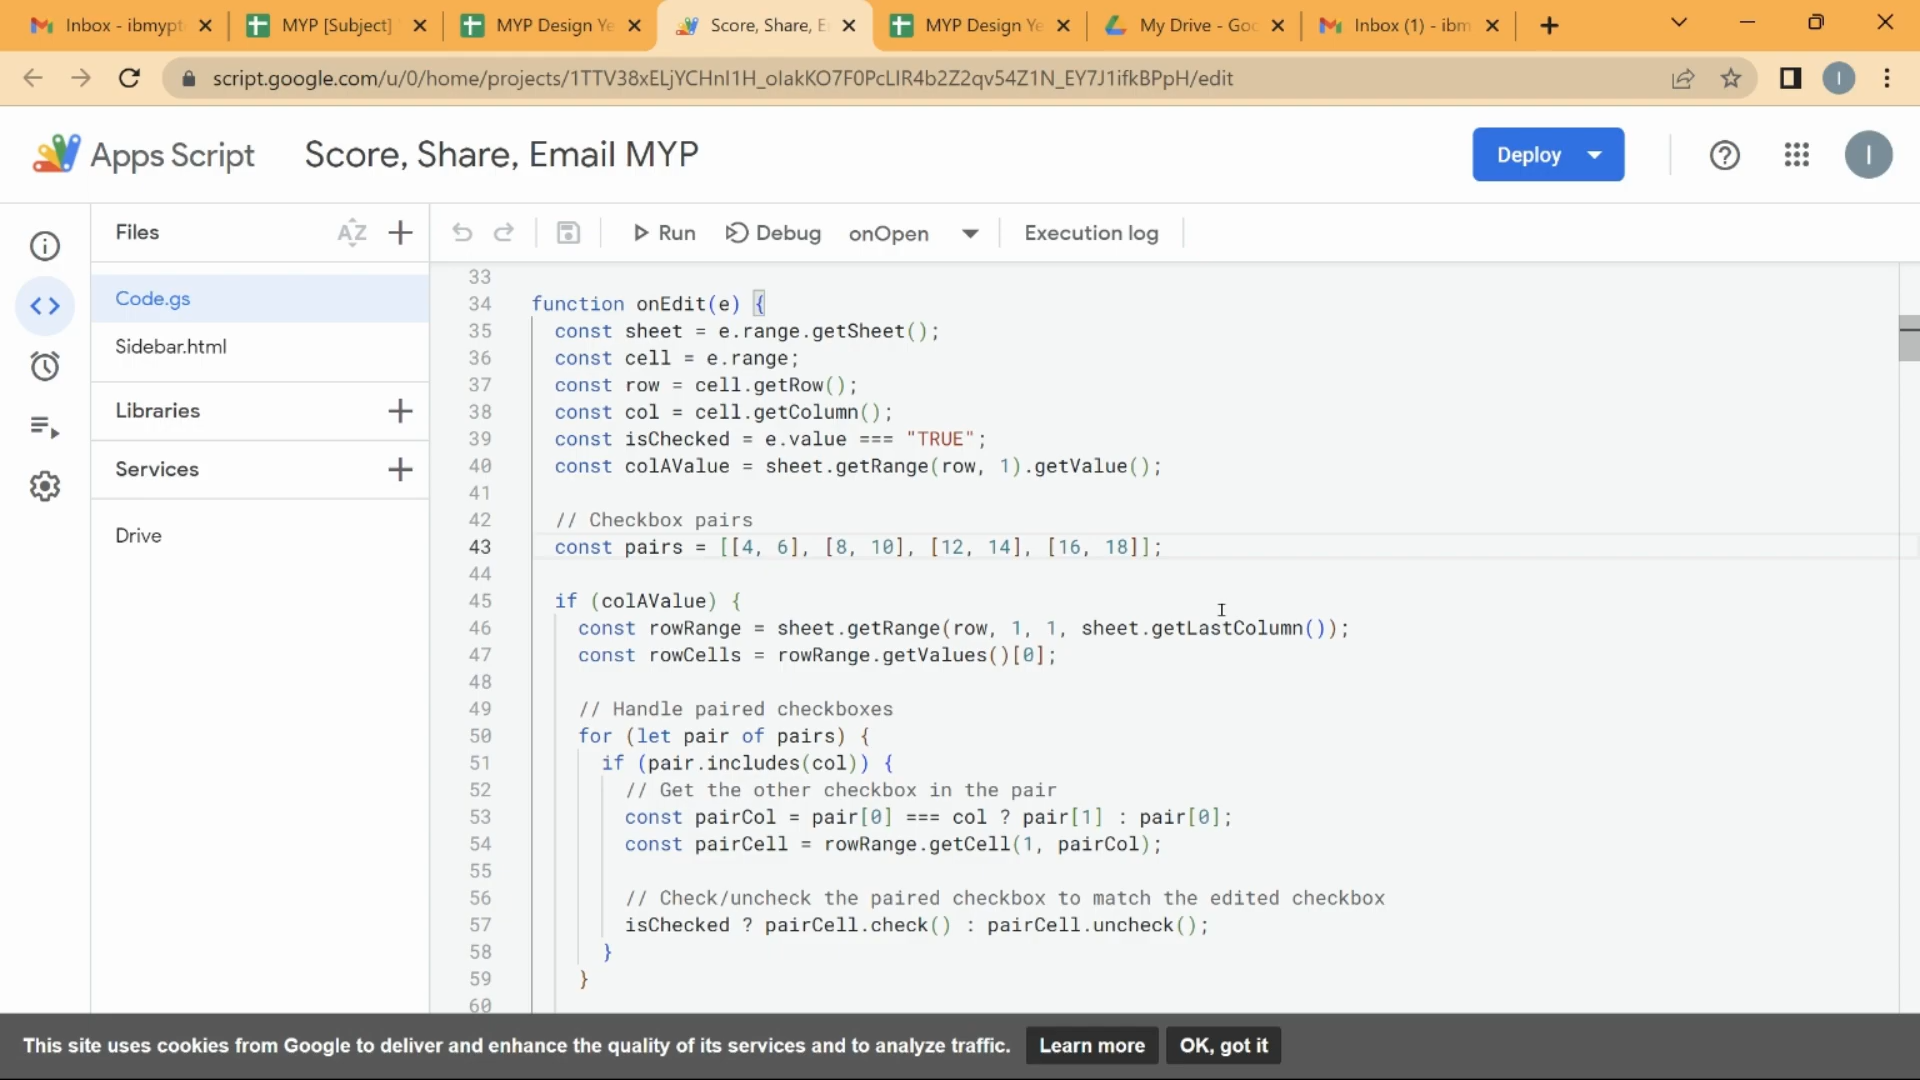 Inbox - ibmypt
MYP [Subject]
MYP Design Ye
Score, Share, E
MYP Design Ye
My Drive - Goo
Inbox (1) - ibm
script.google.com/u/0/home/projects/1TTV38xELjYCHnI1H_olakKO7F0PcLIR4b2Z2qv54Z1N_EY7J1ifkBPpH/edit
I
Apps Script
Score, Share, Email MYP
Deploy
I
Files
AZ
Run
Debug
onOpen
Execution log
Code.gs
Sidebar.html
Libraries
Services
Drive
33
34 function onEdit(e) {
35 const sheet = e.range.getSheet();
36 const cell = e.range;
37 const row = cell.getRow();
38 const col = cell.getColumn();
39 const isChecked = e.value === "TRUE";
40 const colAValue = sheet.getRange(row, 1).getValue();
41
42 // Checkbox pairs
43 const pairs = [[4, 6], [8, 10], [12, 14], [16, 18]];
44
45 if (colAValue) {
46 const rowRange = sheet.getRange(row, 1, 1, sheet.getLastColumn());
47 const rowCells = rowRange.getValues()[0];
48
49 // Handle paired checkboxes
50 for (let pair of pairs) {
51 if (pair.includes(col)) {
52 // Get the other checkbox in the pair
53 const pairCol = pair[0] === col ? pair[1] : pair[0];
54 const pairCell = rowRange.getCell(1, pairCol);
55
56 // Check/uncheck the paired checkbox to match the edited checkbox
57 isChecked ? pairCell.check() : pairCell.uncheck();
58 }
59 }
60
This site uses cookies from Google to deliver and enhance the quality of its services and to analyze traffic.
Learn more
OK, got it